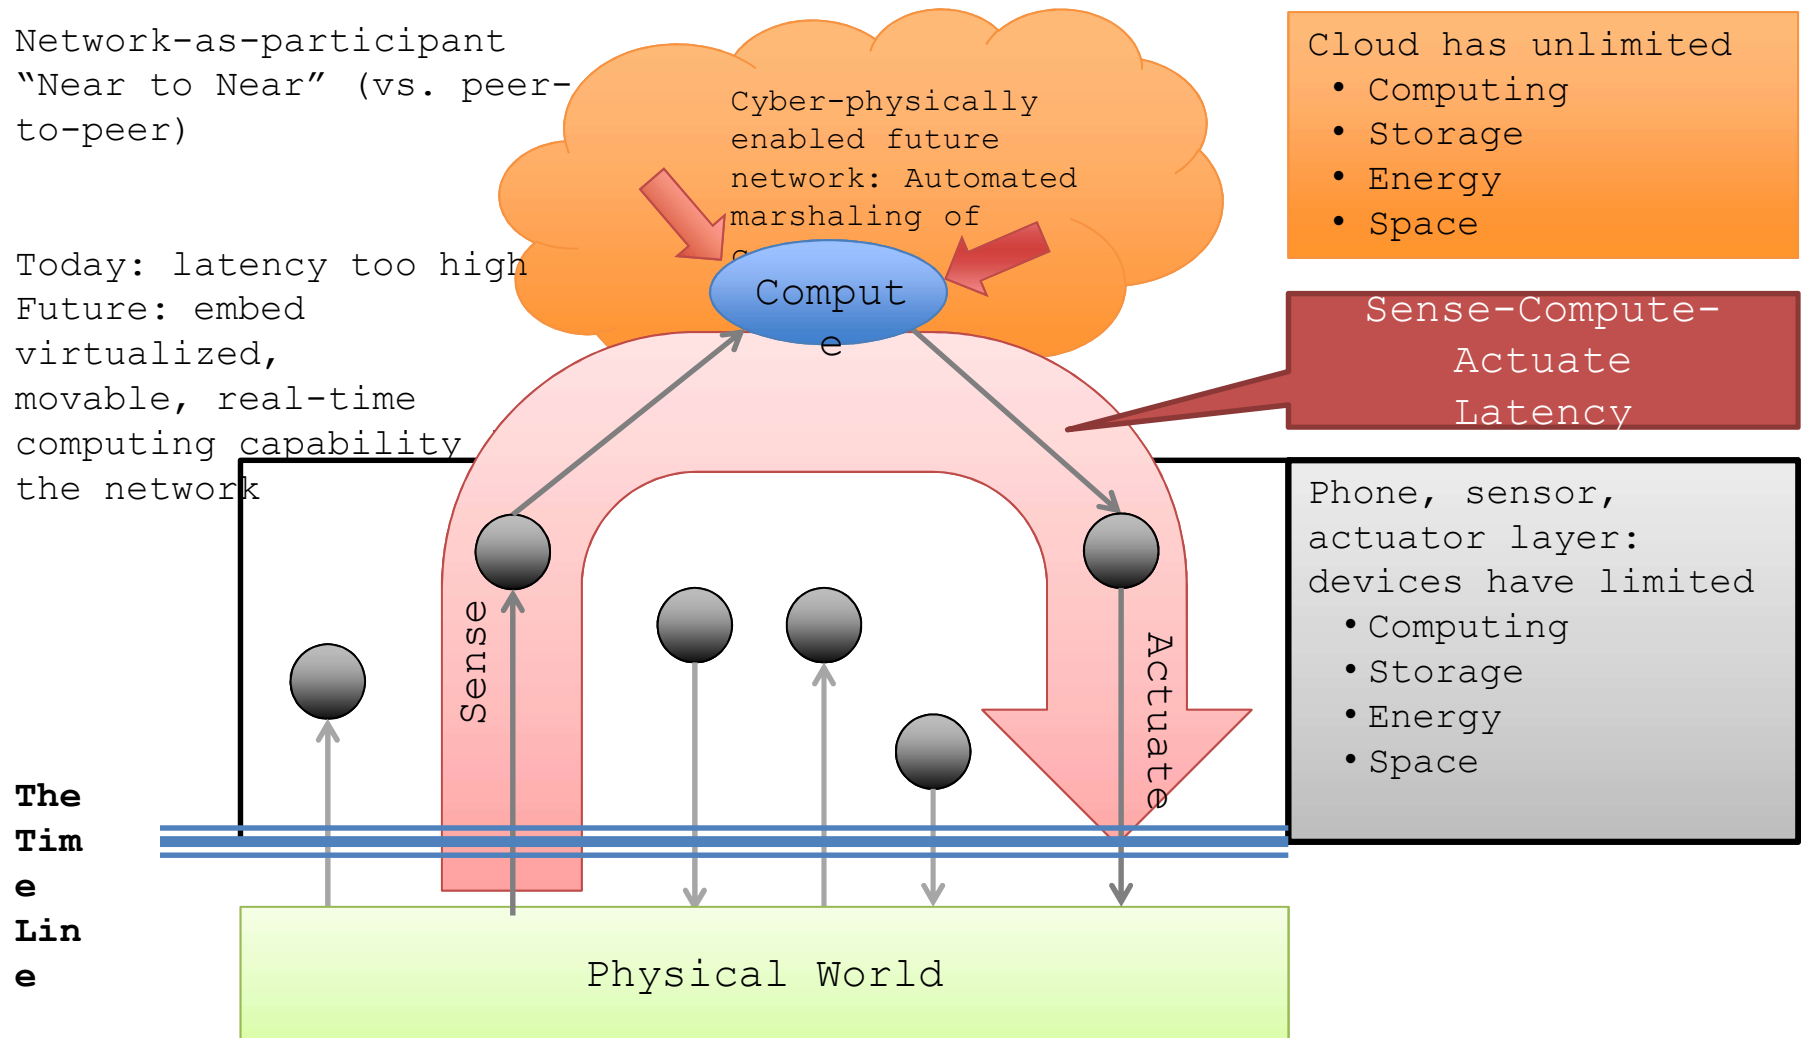 Network-as-participant
“Near to Near” (vs. peer-
to-peer)
Today: latency too high
Future: embed
virtualized,
movable, real-time
computing capability
the network
Cyber-physically
enabled future
network: Automated
marshaling of
Comput
e
Cloud has unlimited
• Computing
• Storage
• Energy
• Space
Sense-Compute-
Actuate
Latency
Phone, sensor,
actuator layer:
devices have limited
• Computing
• Storage
• Energy
• Space
Sense
Actuate
The
Tim
e
Lin
e
Physical World